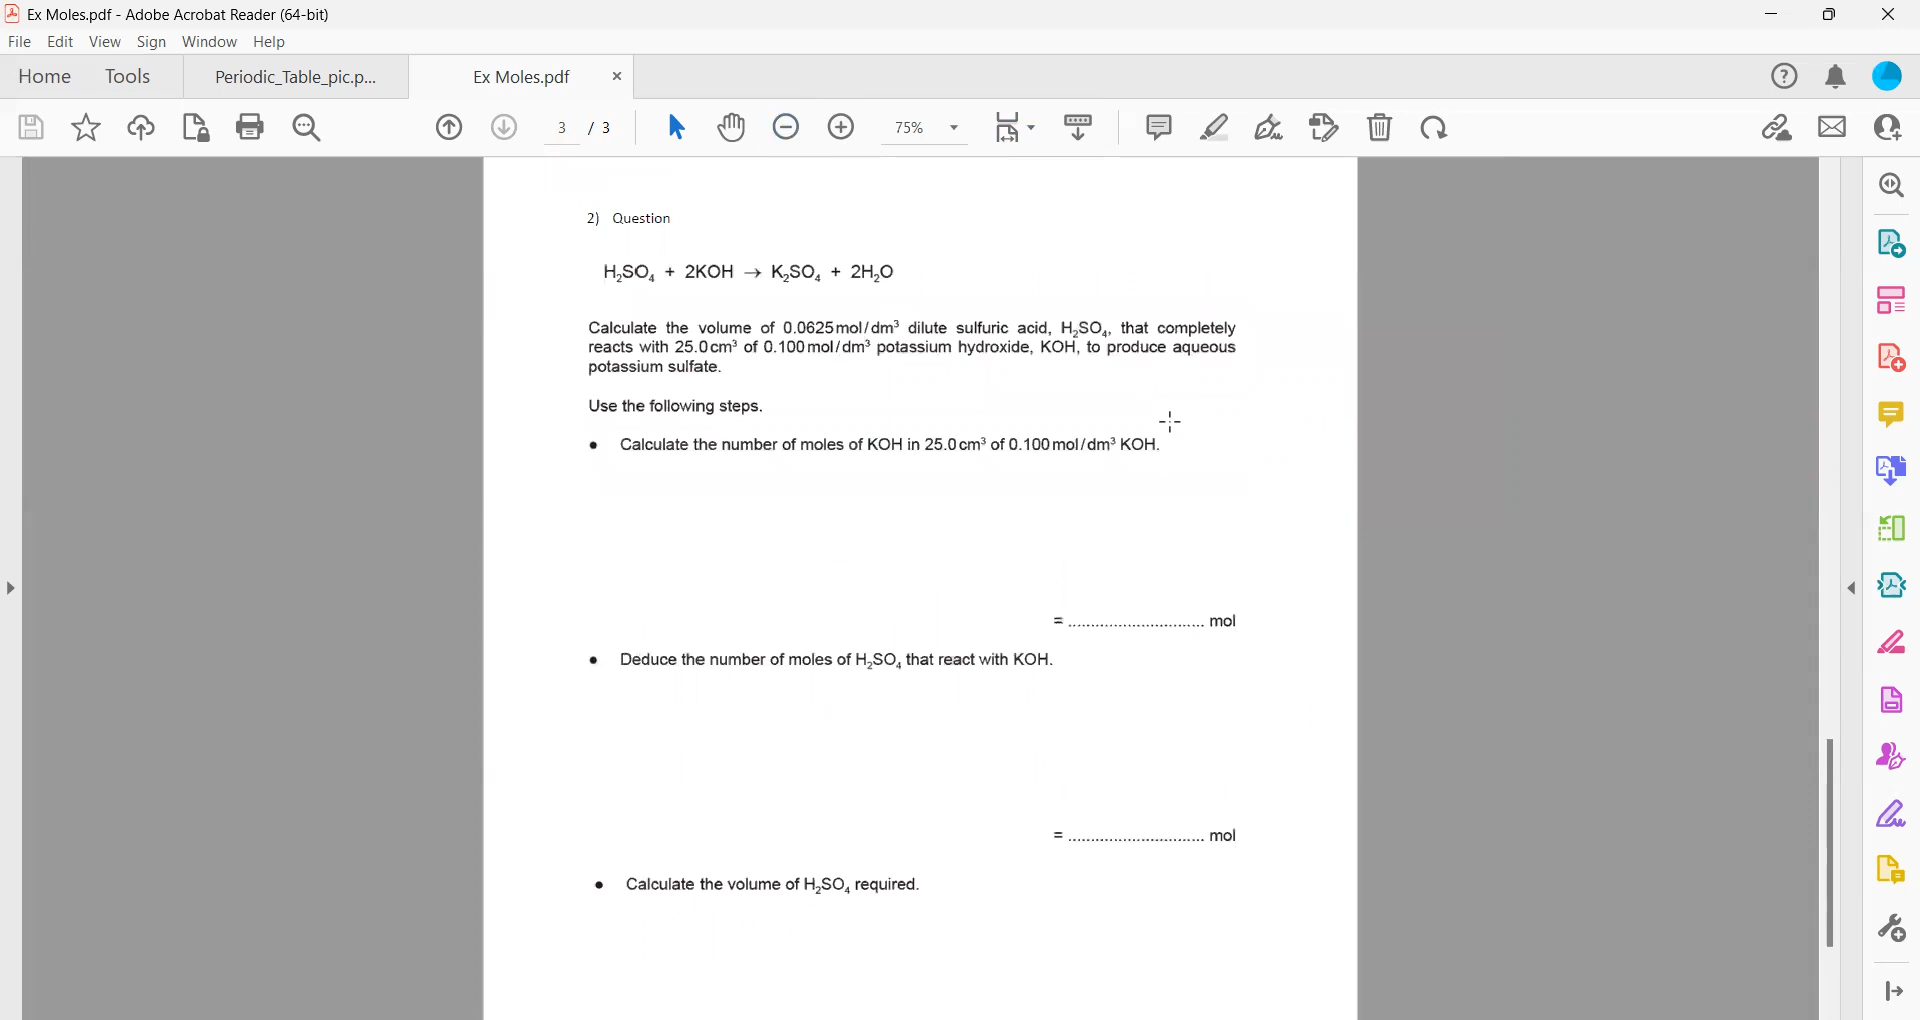 Ex Moles.pdf - Adobe Acrobat Reader (64-bit)
File Edit View Sign Window Help
Home Tools Periodic_Table_pic.p... Ex Moles.pdf
3 / 3 75%
2) Question
H₂SO₄ + 2KOH → K₂SO₄ + 2H₂O
Calculate the volume of 0.0625 mol/dm³ dilute sulfuric acid, H₂SO₄, that completely
reacts with 25.0 cm³ of 0.100 mol/dm³ potassium hydroxide, KOH, to produce aqueous
potassium sulfate.
Use the following steps.
• Calculate the number of moles of KOH in 25.0 cm³ of 0.100 mol/dm³ KOH.
= .............................. mol
• Deduce the number of moles of H₂SO₄ that react with KOH.
= .............................. mol
• Calculate the volume of H₂SO₄ required.